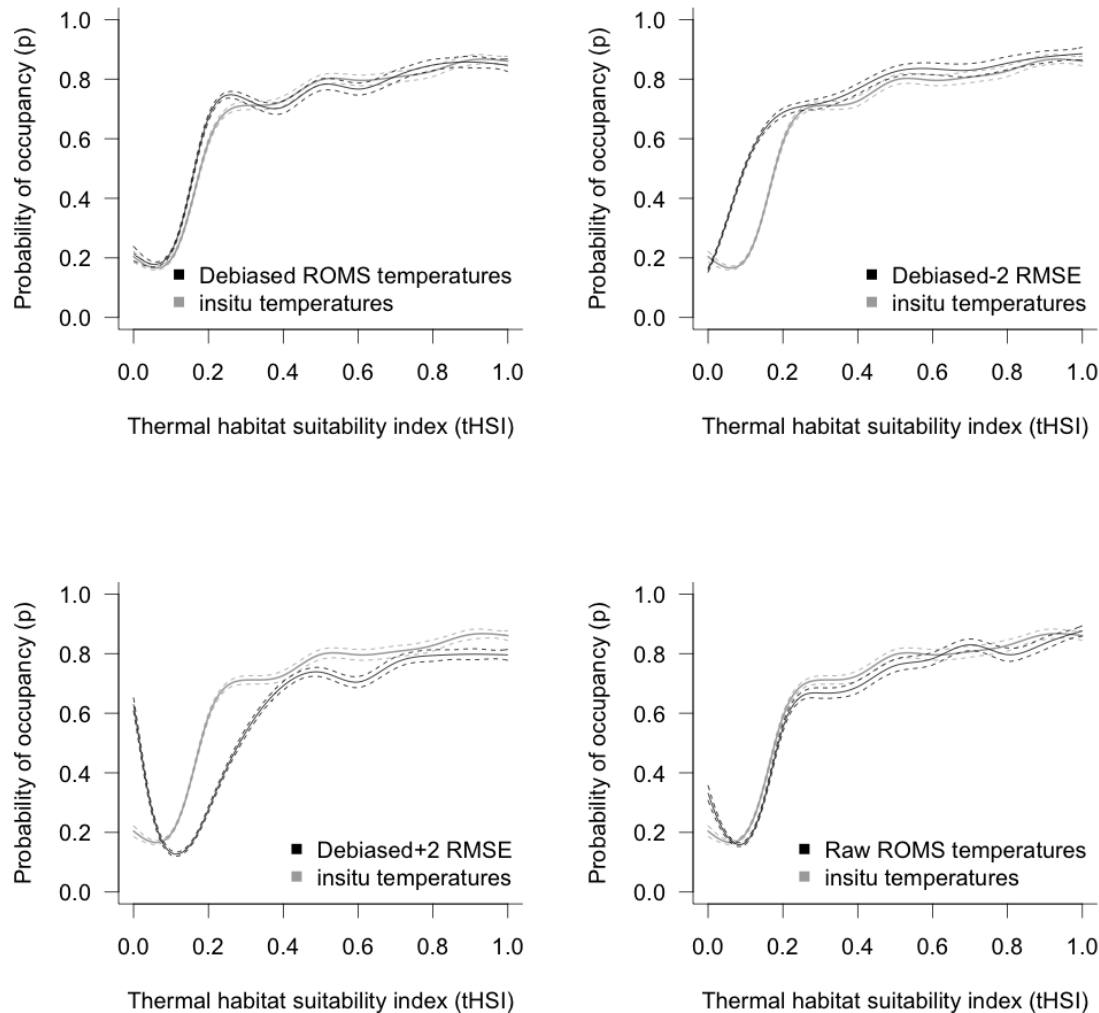 Probability of occupancy (p)
1.0
0.8
0.6
0.4
0.2
0.0
Debiased ROMS temperatures
insitu temperatures
0.0 0.2 0.4 0.6 0.8 1.0
Thermal habitat suitability index (tHSI)
Probability of occupancy (p)
1.0
0.8
0.6
0.4
0.2
0.0
Debiased-2 RMSE
insitu temperatures
0.0 0.2 0.4 0.6 0.8 1.0
Thermal habitat suitability index (tHSI)
Probability of occupancy (p)
1.0
0.8
0.6
0.4
0.2
0.0
Debiased+2 RMSE
insitu temperatures
0.0 0.2 0.4 0.6 0.8 1.0
Thermal habitat suitability index (tHSI)
Probability of occupancy (p)
1.0
0.8
0.6
0.4
0.2
0.0
Raw ROMS temperatures
insitu temperatures
0.0 0.2 0.4 0.6 0.8 1.0
Thermal habitat suitability index (tHSI)